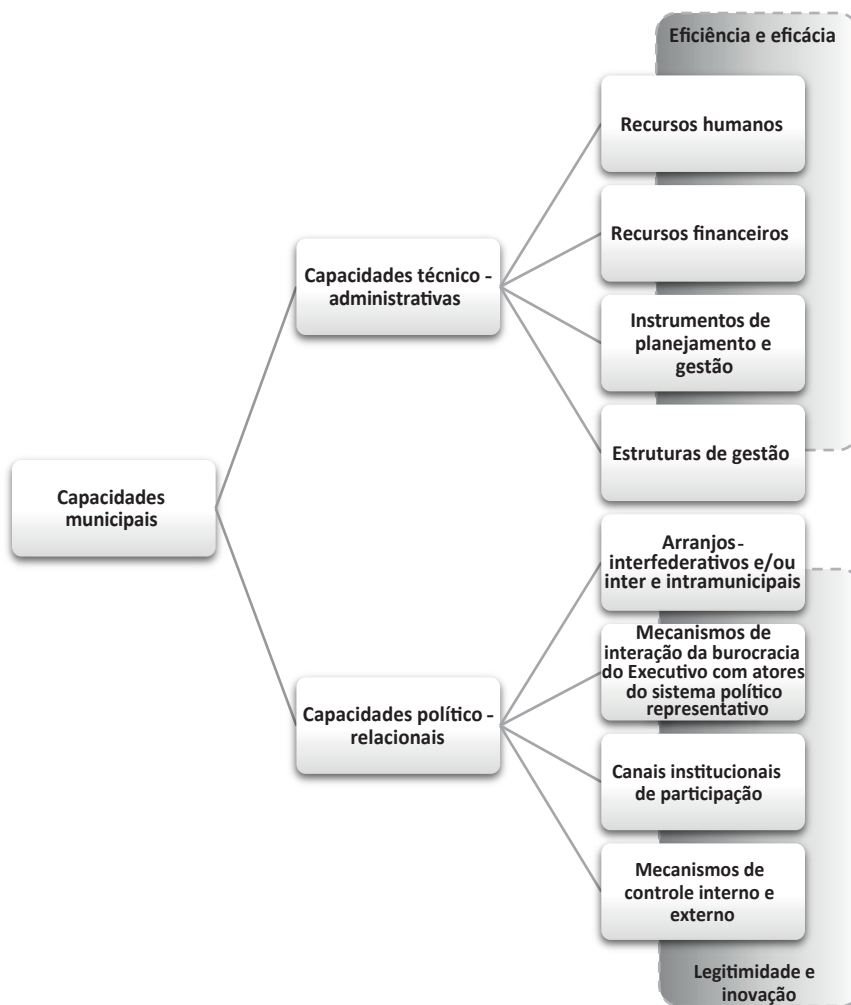 Eficiência e eficácia
Recursos humanos
Recursos financeiros
Capacidades técnico -
administrativas
Instrumentos de
planejamento e
gestão
Estruturas de gestão
Capacidades
municipais
Arranjos-
interfederativos e/ou
inter e intramunicipais
Mecanismos de
interação da burocracia
do Executivo com atores
do sistema político
representativo
Capacidades político -
relacionais
Canais institucionais
de participação
Mecanismos de
controle interno e
externo
Legitimidade e
inovação